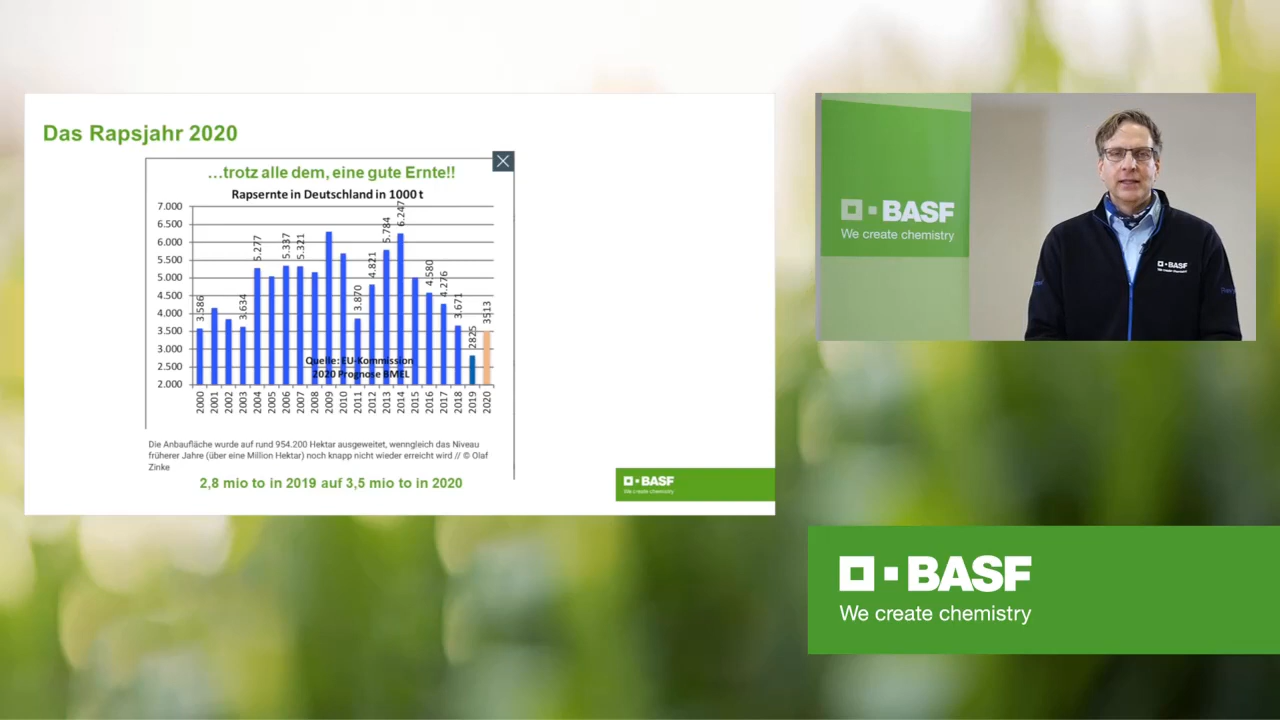 Das Rapsjahr 2020
...trotz alle dem, eine gute Ernte!!
Rapsernte in Deutschland in 1000 t
7.000
6.500
6.000
5.500
5.000
4.500
4.000
3.500
3.000
2.500
2.000
3.586
3.634
5.277
5.337
5.321
3.870
4.821
5.784
6.247
4.580
4.276
3.671
2825
3513
Quelle: EU-Kommission
2020 Prognose BMEL
2000
2001
2002
2003
2004
2005
2006
2007
2008
2009
2010
2011
2012
2013
2014
2015
2016
2017
2018
2019
2020
Die Anbaufläche wurde auf rund 954.200 Hektar ausgeweitet, wenngleich das Niveau
früherer Jahre (über eine Million Hektar) noch knapp nicht wieder erreicht wird // © Olaf
Zinke
2,8 mio to in 2019 auf 3,5 mio to in 2020
BASF
We create chemistry
BASF
We create chemistry
BASF
We create chemistry
BASF
We create chemistry